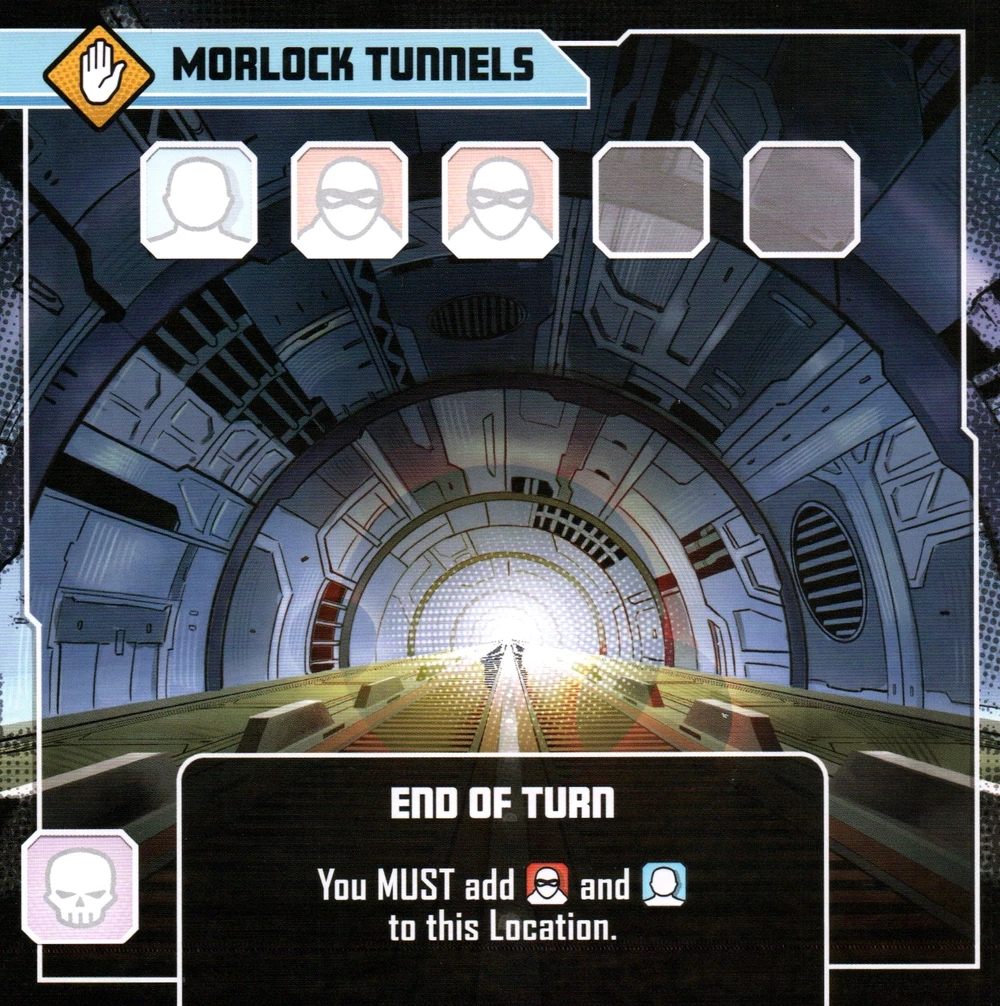 MORLOCK TUNNELS
END OF TURN
You MUST add and
to this Location.